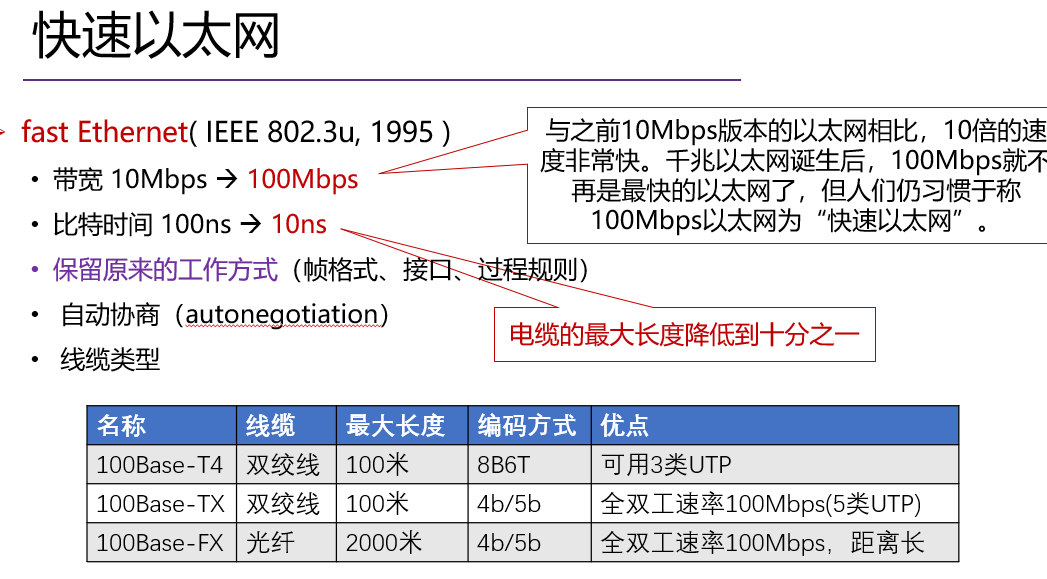 快速以太网
fast Ethernet( IEEE 802.3u, 1995 )
• 带宽 10Mbps → 100Mbps
• 比特时间 100ns → 10ns
• 保留原来的工作方式（帧格式、接口、过程规则）
• 自动协商（autonegotiation）
• 线缆类型
与之前10Mbps版本的以太网相比，10倍的速
度非常快。千兆以太网诞生后，100Mbps就不
再是最快的以太网了，但人们仍习惯于称
100Mbps以太网为“快速以太网”。
电缆的最大长度降低到十分之一
名称 线缆 最大长度 编码方式 优点
100Base-T4 双绞线 100米 8B6T 可用3类UTP
100Base-TX 双绞线 100米 4b/5b 全双工速率100Mbps(5类UTP)
100Base-FX 光纤 2000米 4b/5b 全双工速率100Mbps，距离长